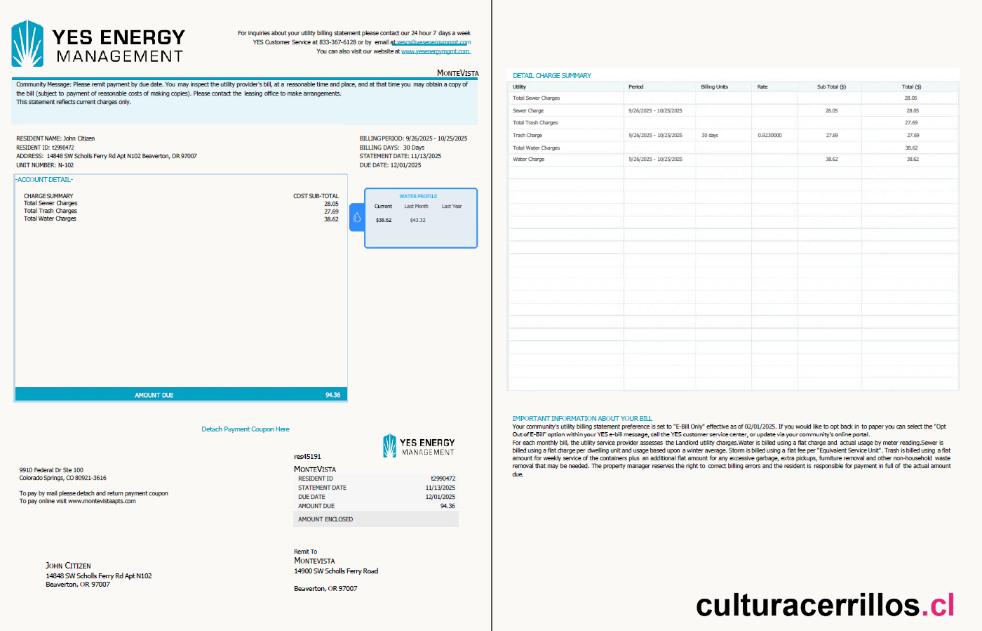 YES ENERGY
MANAGEMENT
For inquiries about your utility billing statement please contact our 24 hour 7 days a week
YES Customer Service at 833-367-6128 or by email at
You can also visit our website at www.yesenergymgmt.com.
MONTEVISTA
Community Message: Please remit payment by due date. You may inspect the utility provider's bill, at a reasonable time and place, and at that time you may obtain a copy of
the bill (subject to payment of reasonable costs of making copies). Please contact the leasing office to make arrangements.
This statement reflects current charges only.
RESIDENT NAME: John Citizen
RESIDENT ID: t2990472
ADDRESS: 14848 SW Scholls Ferry Rd Apt N102 Beaverton, OR 97007
UNIT NUMBER: N-102
BILLING PERIOD: 9/26/2025 - 10/25/2025
BILLING DAYS: 30 Days
STATEMENT DATE: 11/13/2025
DUE DATE: 12/01/2025
-ACCOUNT DETAIL-
CHARGE SUMMARY COST SUB-TOTAL
Total Sewer Charges 28.05
Total Trash Charges 27.69
Total Water Charges 38.62
WATER PROFILE
Current Last Month Last Year
$38.62 $43.32
AMOUNT DUE 94.36
Detach Payment Coupon Here
YES ENERGY
MANAGEMENT
res45191
9910 Federal Dr Ste 100
Colorado Springs, CO 80921-3616
To pay by mail please detach and return payment coupon
To pay online visit www.montevistaapts.com
MONTEVISTA
RESIDENT ID t2990472
STATEMENT DATE 11/13/2025
DUE DATE 12/01/2025
AMOUNT DUE 94.36
AMOUNT ENCLOSED
JOHN CITIZEN
14848 SW Scholls Ferry Rd Apt N102
Beaverton, OR 97007
Remit To
MONTEVISTA
14900 SW Scholls Ferry Road
Beaverton, OR 97007
DETAIL CHARGE SUMMARY
Utility Period Billing Units Rate Sub Total ($) Total ($)
Total Sewer Charges 28.05
Sewer Charge 9/26/2025 - 10/25/2025 28.05 28.05
Total Trash Charges 27.69
Trash Charge 9/26/2025 - 10/25/2025 30 days 0.9230000 27.69 27.69
Total Water Charges 38.62
Water Charge 9/26/2025 - 10/25/2025 38.62 38.62
IMPORTANT INFORMATION ABOUT YOUR BILL
Your community's utility billing statement preference is set to "E-Bill Only" effective as of 02/01/2025. If you would like to opt back in to paper you can select the "Opt
Out of E-Bill" option within your YES e-bill message, call the YES customer service center, or update via your community's online portal.
For each monthly bill, the utility service provider assesses the Landlord utility charges.Water is billed using a flat charge and actual usage by meter reading.Sewer is
billed using a flat charge per dwelling unit and usage based upon a winter average. Storm is billed using a flat fee per "Equivalent Service Unit". Trash is billed using a flat
amount for weekly service of the containers plus an additional flat amount for any excessive garbage, extra pickups, furniture removal and other non-household waste
removal that may be needed. The property manager reserves the right to correct billing errors and the resident is responsible for payment in full of the actual amount
due.
culturacerrillos.cl